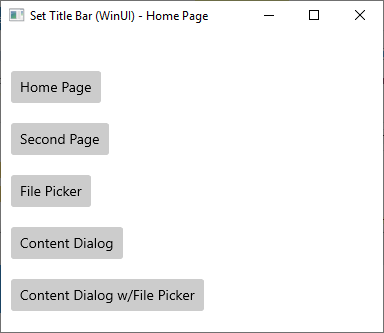 Set Title Bar (WinUI) - Home Page
Home Page
Second Page
File Picker
Content Dialog
Content Dialog w/File Picker